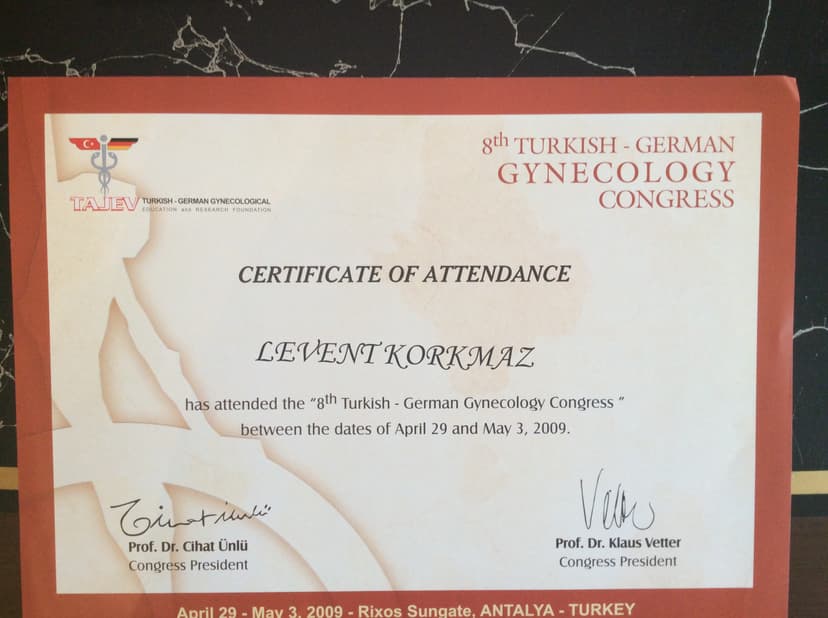 8th TURKISH - GERMAN
GYNECOLOGY
CONGRESS
TAJEV
TURKISH - GERMAN GYNECOLOGICAL
EDUCATION and RESEARCH FOUNDATION
CERTIFICATE OF ATTENDANCE
LEVENT KORKMAZ
has attended the “8th Turkish - German Gynecology Congress ”
between the dates of April 29 and May 3, 2009.
Cihat Ünlü
Vetter
Prof. Dr. Cihat Ünlü
Congress President
Prof. Dr. Klaus Vetter
Congress President
April 29 - May 3, 2009 - Rixos Sungate, ANTALYA - TURKEY